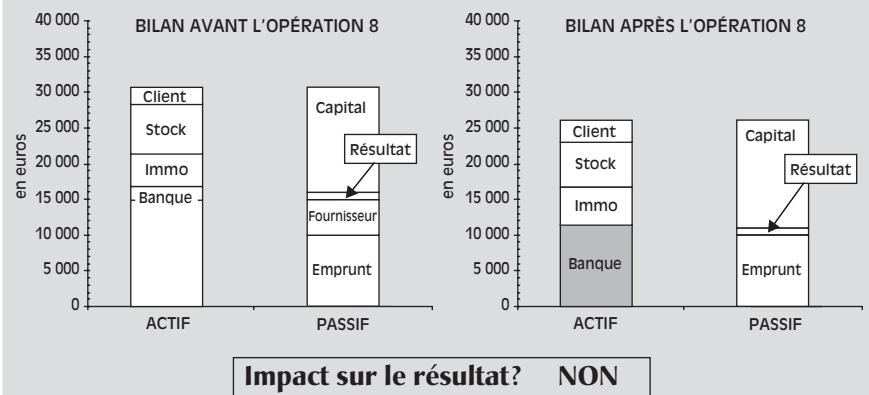 BILAN AVANT L'OPÉRATION 8
40 000
35 000
30 000
25 000
20 000
15 000
10 000
5 000
0
en euros
Client
Stock
Immo
Banque
Capital
Résultat
Fournisseur
Emprunt
ACTIF
PASSIF
BILAN APRÈS L'OPÉRATION 8
40 000
35 000
30 000
25 000
20 000
15 000
10 000
5 000
0
en euros
Client
Stock
Immo
Banque
Capital
Résultat
Emprunt
ACTIF
PASSIF
Impact sur le résultat? NON